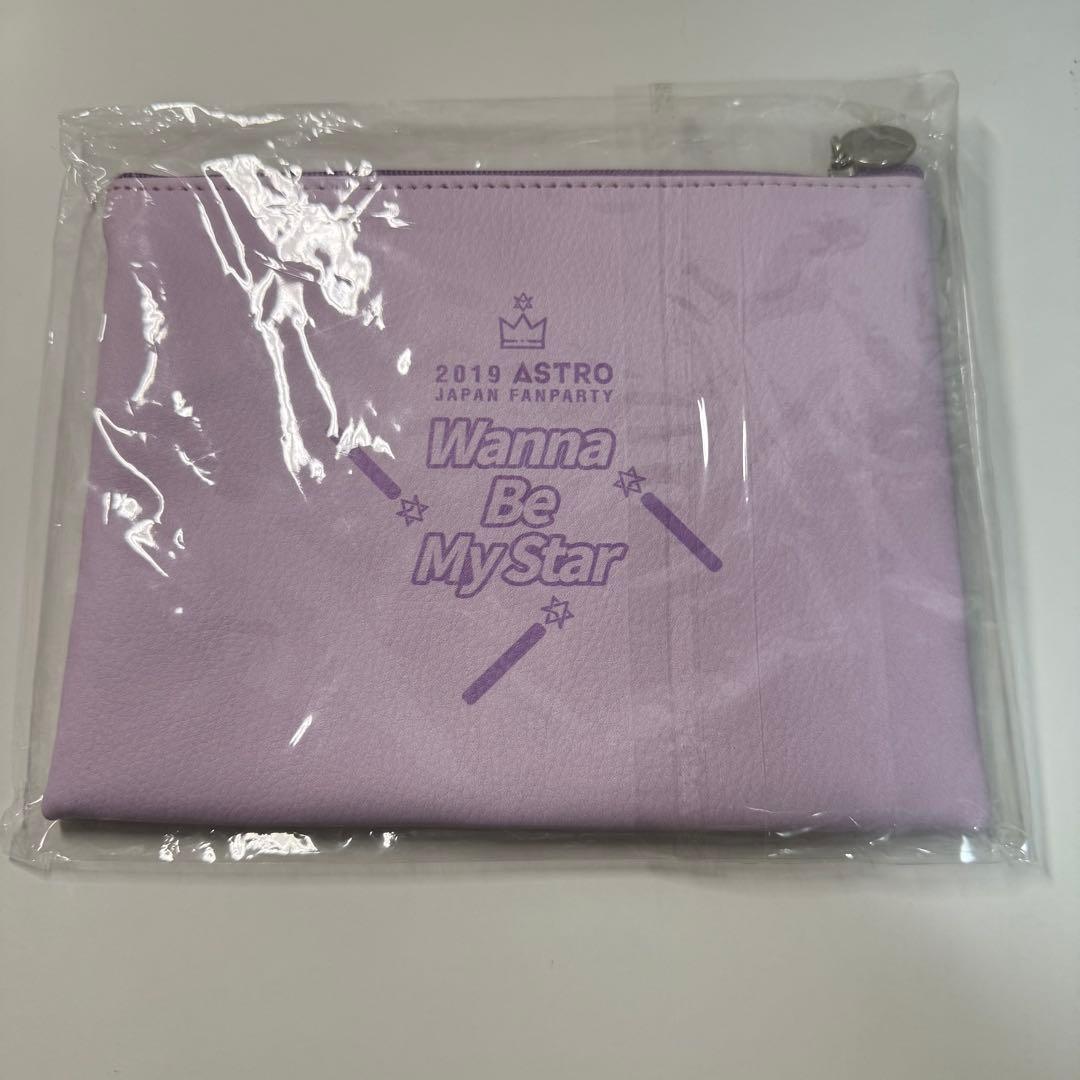 2019 ASTRO
JAPAN FANPARTY
Wanna
Be
My Star